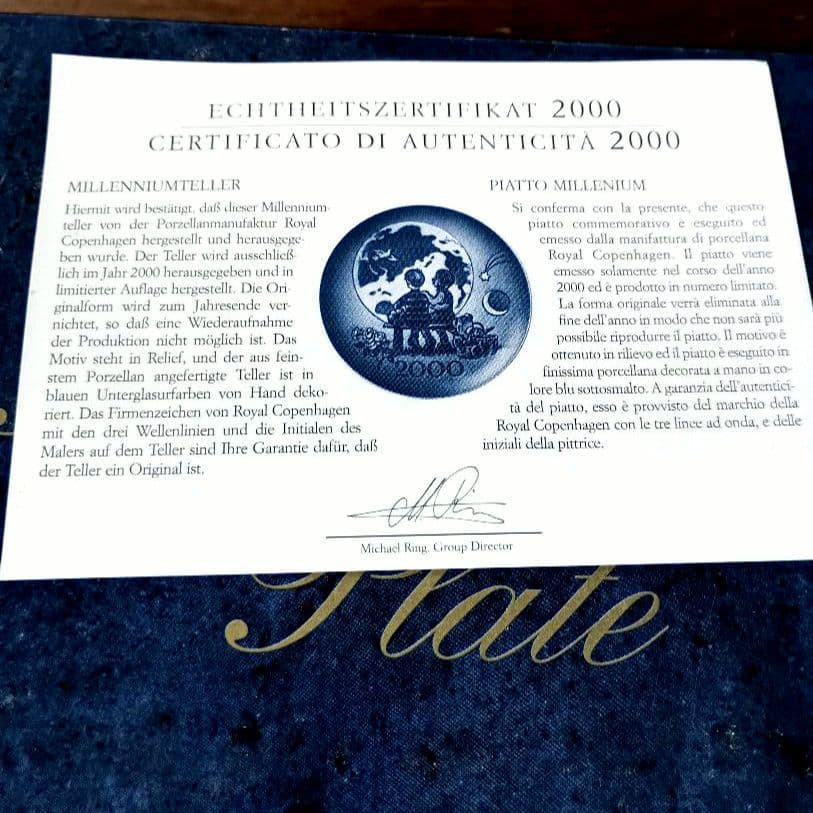 ECHTHEITSZERTIFIKAT 2000
CERTIFICATO DI AUTENTICITÀ 2000
MILLENNIUMTELLER
Hiermit wird bestätigt, daß dieser Millennium-
teller von der Porzellanmanufaktur Royal
Copenhagen hergestellt und herausgege-
ben wurde. Der Teller wird ausschließ-
lich im Jahr 2000 herausgegeben und in
limitierter Auflage hergestellt. Die Ori-
ginalform wird zum Jahresende ver-
nichtet, so daß eine Wiederaufnahme
der Produktion nicht möglich ist. Das
Motiv steht in Relief, und der aus fein-
stem Porzellan angefertigte Teller ist in
blauen Unterglasurfarben von Hand deko-
riert. Das Firmenzeichen von Royal Copenhagen
mit den drei Wellenlinien und die Initialen des
Malers auf dem Teller sind Ihre Garantie dafür, daß
der Teller ein Original ist.
2000
PIATTO MILLENIUM
Si conferma con la presente, che questo
piatto commemorativo è eseguito ed
emesso dalla manifattura di porcellana
Royal Copenhagen. Il piatto viene
emesso solamente nel corso dell'anno
2000 ed è prodotto in numero limitato.
La forma originale verrà eliminata alla
fine dell'anno in modo che non sarà più
possibile riprodurre il piatto. Il motivo è
ottenuto in rilievo ed il piatto è eseguito in
finissima porcellana decorata a mano in co-
lore blu sottosmalto. A garanzia dell'autentici-
tà del piatto, esso è provvisto del marchio della
Royal Copenhagen con le tre linee ad onda, e delle
iniziali della pittrice.
Michael Ring, Group Director
Plate